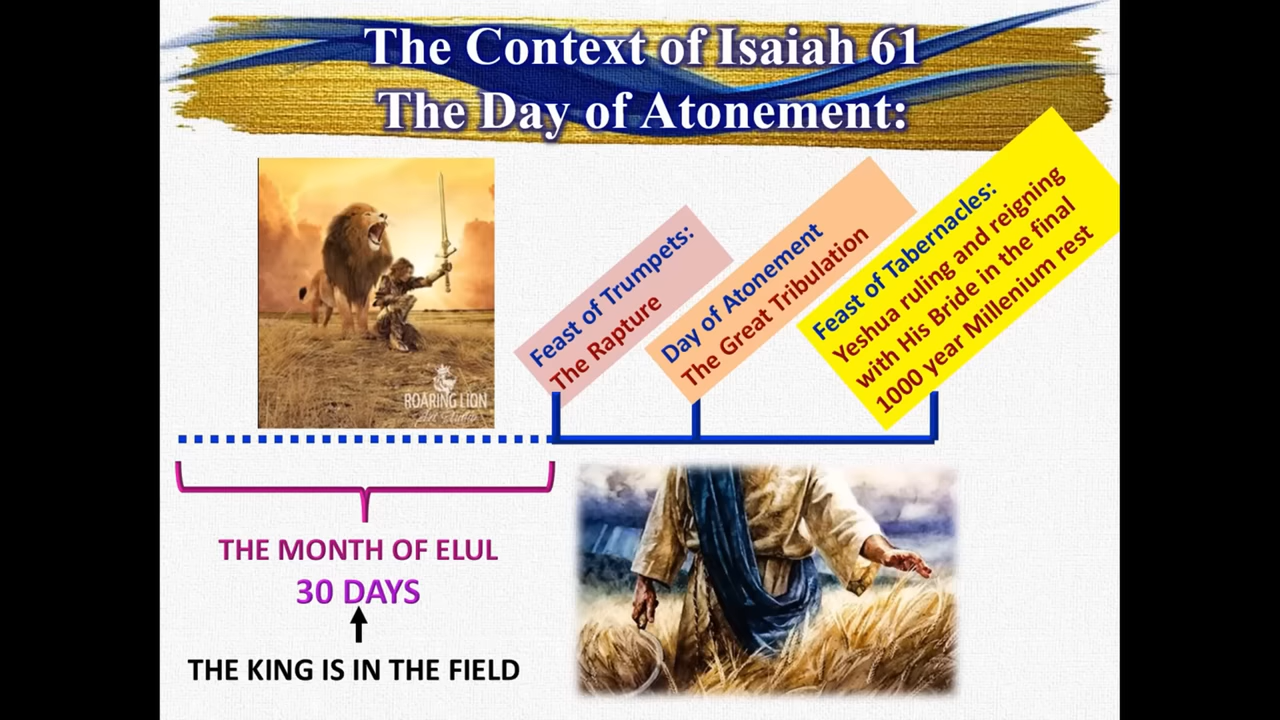 The Context of Isaiah 61
The Day of Atonement:
Feast of Trumpets:
The Rapture
Day of Atonement
The Great Tribulation
Feast of Tabernacles:
Yeshua ruling and reigning
with His Bride in the final
1000 year Millenium rest
ROARING LION
THE MONTH OF ELUL
30 DAYS
THE KING IS IN THE FIELD